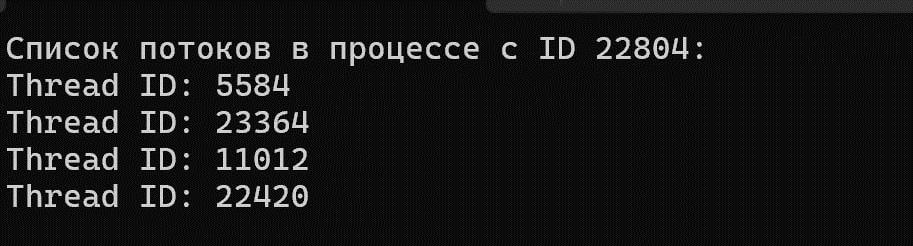 Список потоков в процессе с ID 22804:
Thread ID: 5584
Thread ID: 23364
Thread ID: 11012
Thread ID: 22420